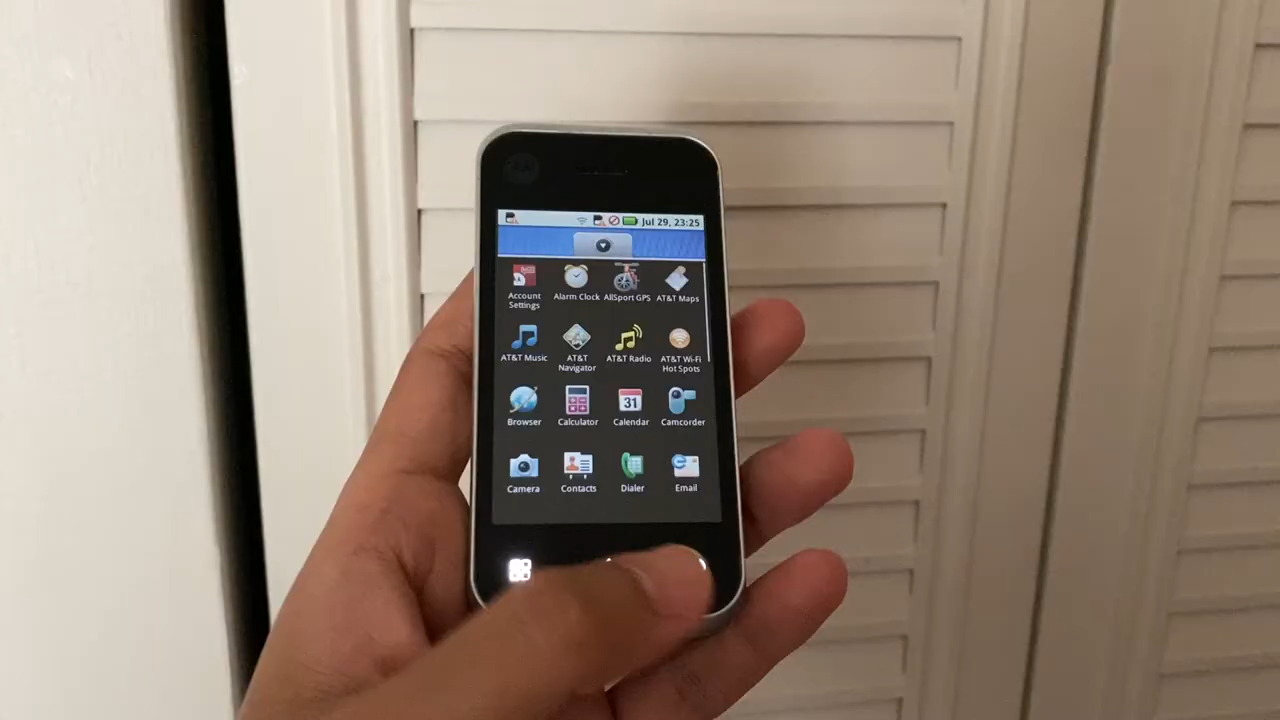 Jul 29, 23:25
Account Settings
Alarm Clock
AllSport GPS
AT&T Maps
AT&T Music
AT&T Navigator
AT&T Radio
AT&T Wi-Fi Hot Spots
31
Browser
Calculator
Calendar
Camcorder
Camera
Contacts
Dialer
Email